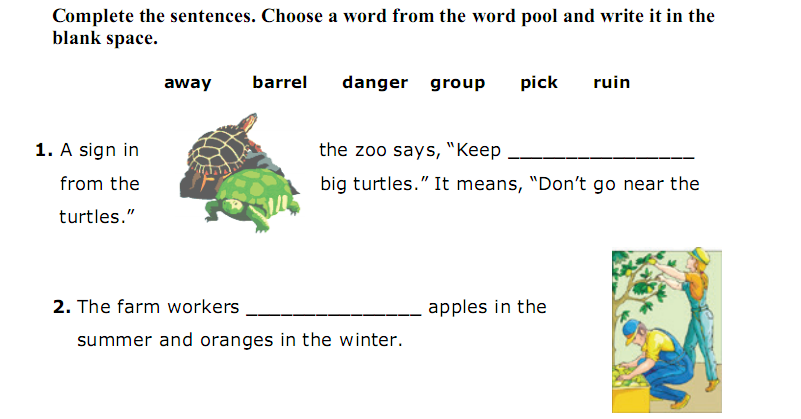 Complete the sentences. Choose a word from the word pool and write it in the
blank space.
away barrel danger group pick ruin
1. A sign in the zoo says, “Keep ________________
from the big turtles.” It means, “Don’t go near the
turtles.”
2. The farm workers _______________ apples in the
summer and oranges in the winter.